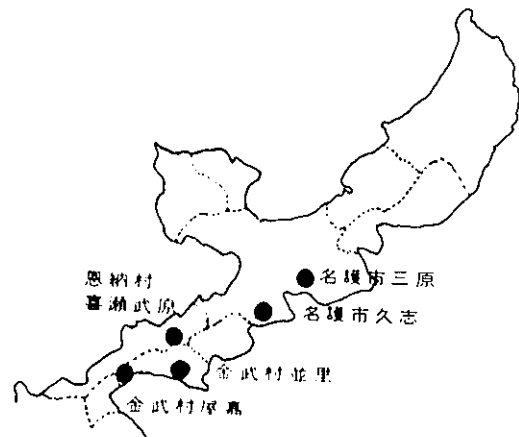 恩納村
喜瀬武原
名護市三原
名護市久志
金武村並里
金武村屋嘉